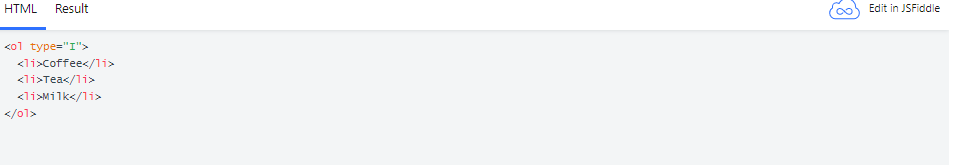 HTML Result Edit in JSFiddle
<ol type="I">
  <li>Coffee</li>
  <li>Tea</li>
  <li>Milk</li>
</ol>